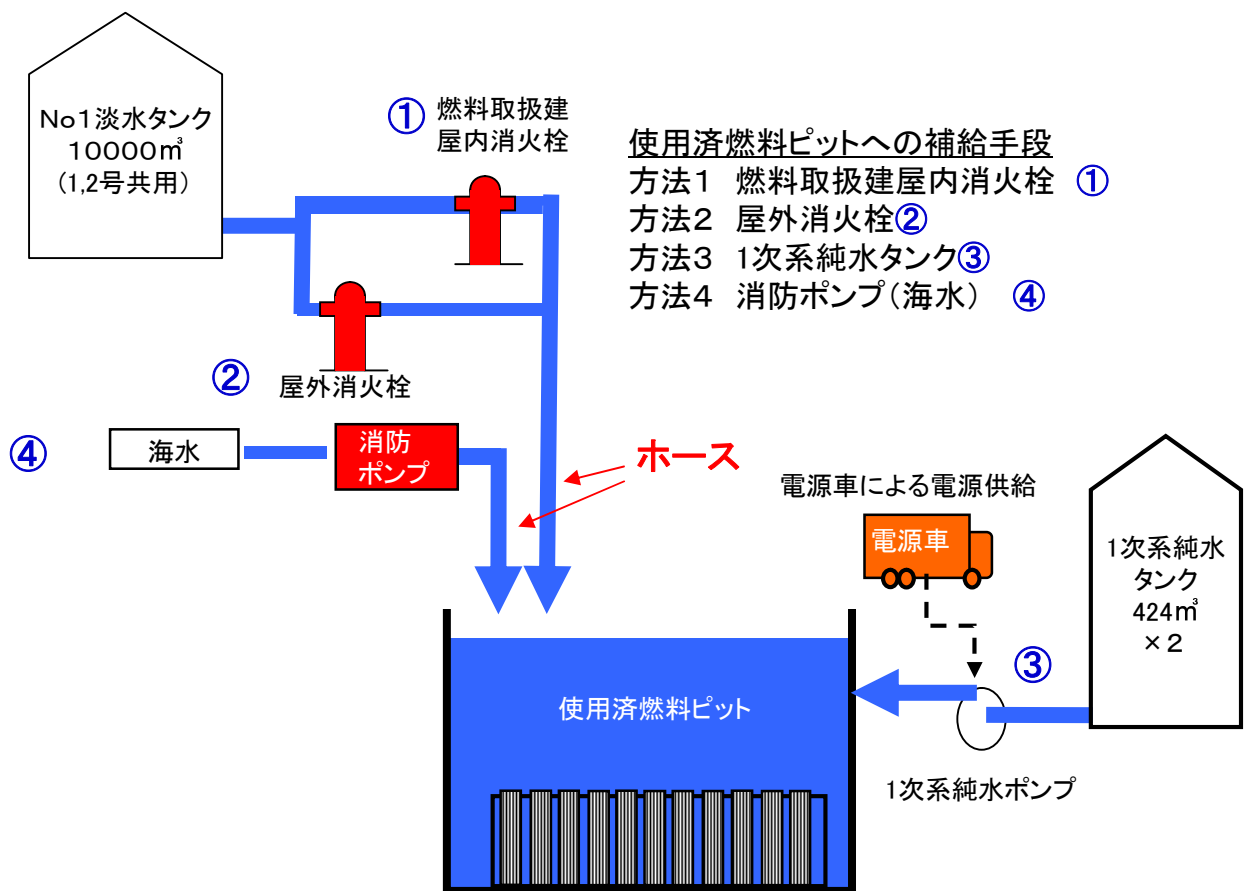 No1淡水タンク
10000㎥
(1,2号共用)
① 燃料取扱建
屋内消火栓
使用済燃料ピットへの補給手段
方法1 燃料取扱建屋内消火栓 ①
方法2 屋外消火栓②
方法3 1次系純水タンク③
方法4 消防ポンプ(海水) ④
② 屋外消火栓
④ 海水
消防
ポンプ
ホース
電源車による電源供給
電源車
1次系純水
タンク
424㎥
×2
③
使用済燃料ピット
1次系純水ポンプ